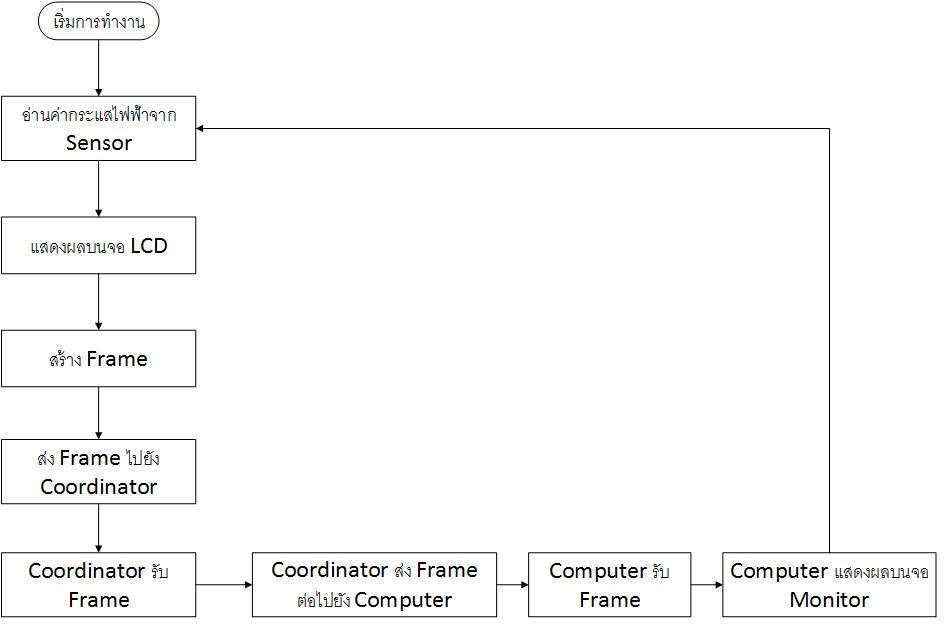 เริ่มการทำงาน
อ่านค่ากระแสไฟฟ้าจาก
Sensor
แสดงผลบนจอ LCD
สร้าง Frame
ส่ง Frame ไปยัง
Coordinator
Coordinator รับ
Frame
Coordinator ส่ง Frame
ต่อไปยัง Computer
Computer รับ
Frame
Computer แสดงผลบนจอ
Monitor